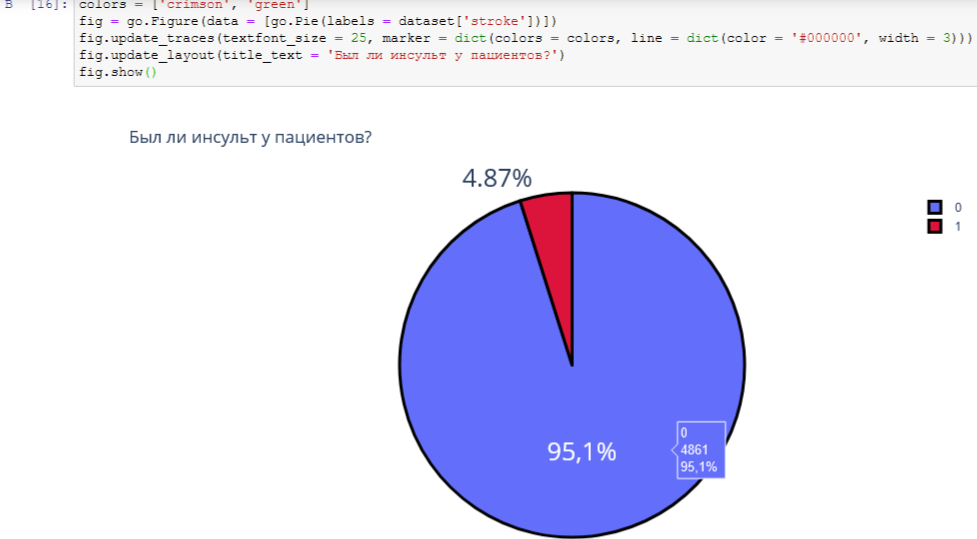 В [16]: colors = ['crimson', 'green']
fig = go.Figure(data = [go.Pie(labels = dataset['stroke'])])
fig.update_traces(textfont_size = 25, marker = dict(colors = colors, line = dict(color = '#000000', width = 3)))
fig.update_layout(title_text = 'Был ли инсульт у пациентов?')
fig.show()
Был ли инсульт у пациентов?
4.87%
0
1
95,1%
0
4861
95,1%